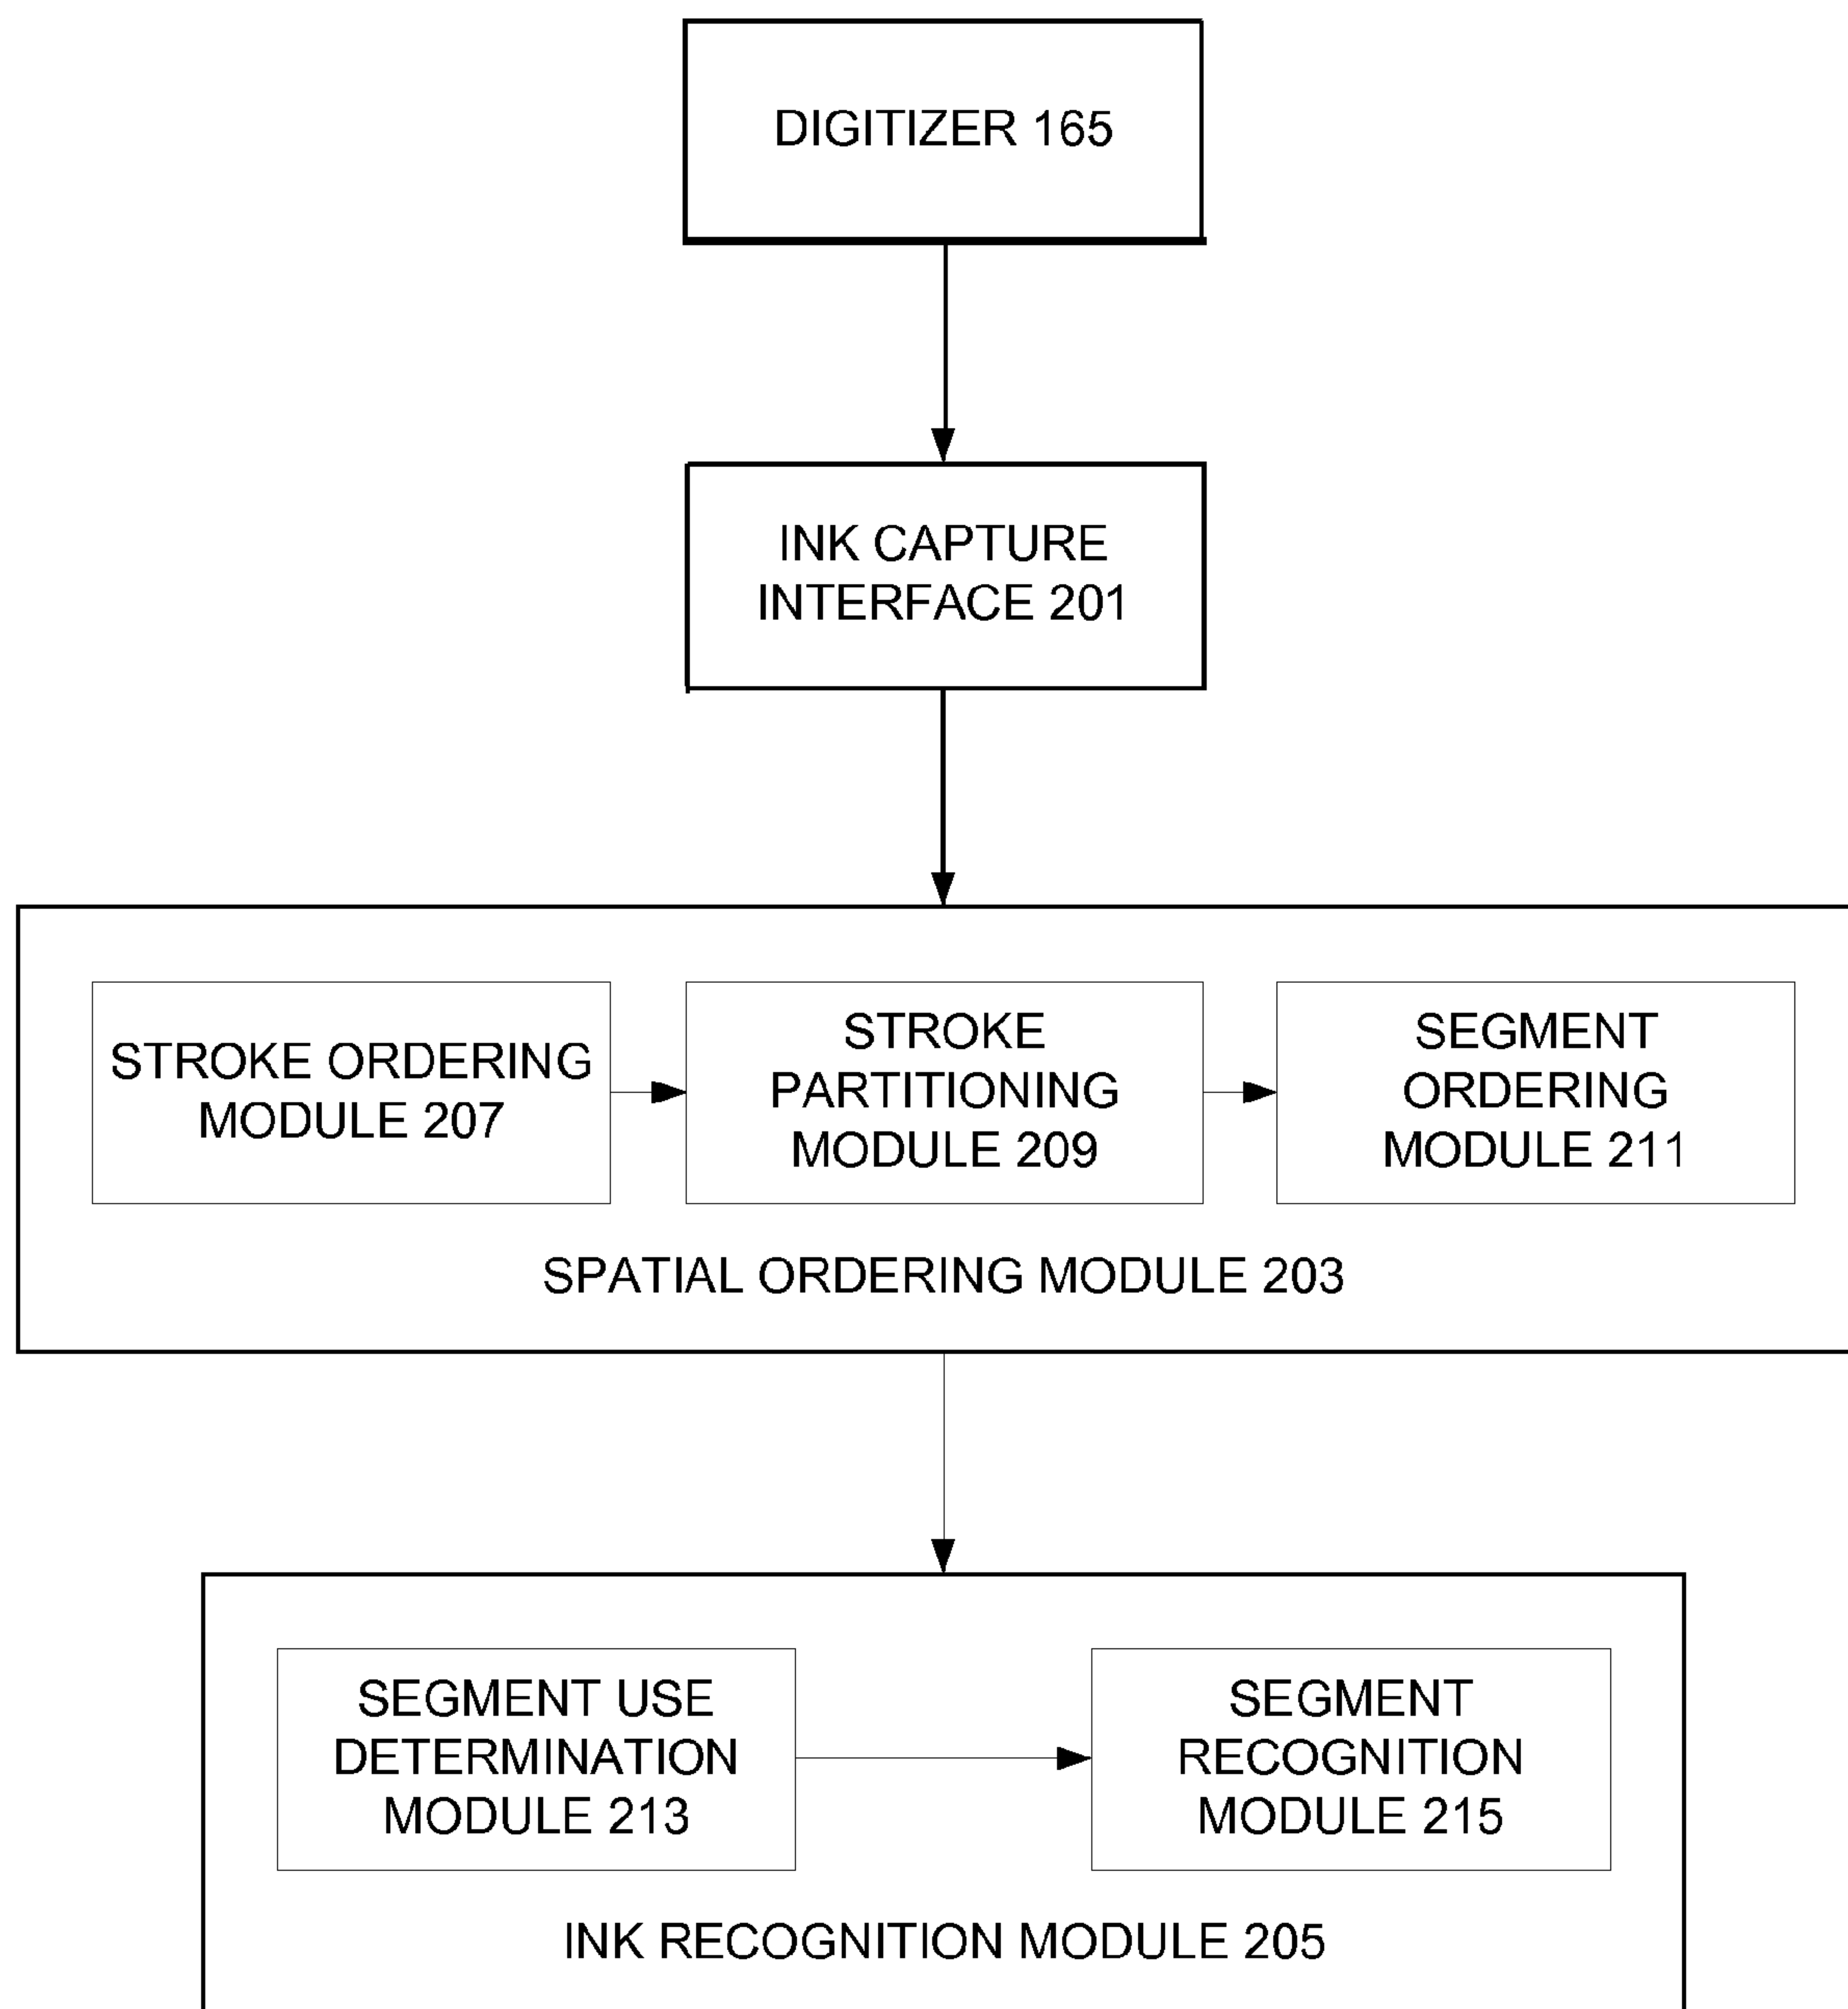 DIGITIZER 165
INK CAPTURE
INTERFACE 201
STROKE ORDERING
MODULE 207
STROKE
PARTITIONING
MODULE 209
SEGMENT
ORDERING
MODULE 211
SPATIAL ORDERING MODULE 203
SEGMENT USE
DETERMINATION
MODULE 213
SEGMENT
RECOGNITION
MODULE 215
INK RECOGNITION MODULE 205